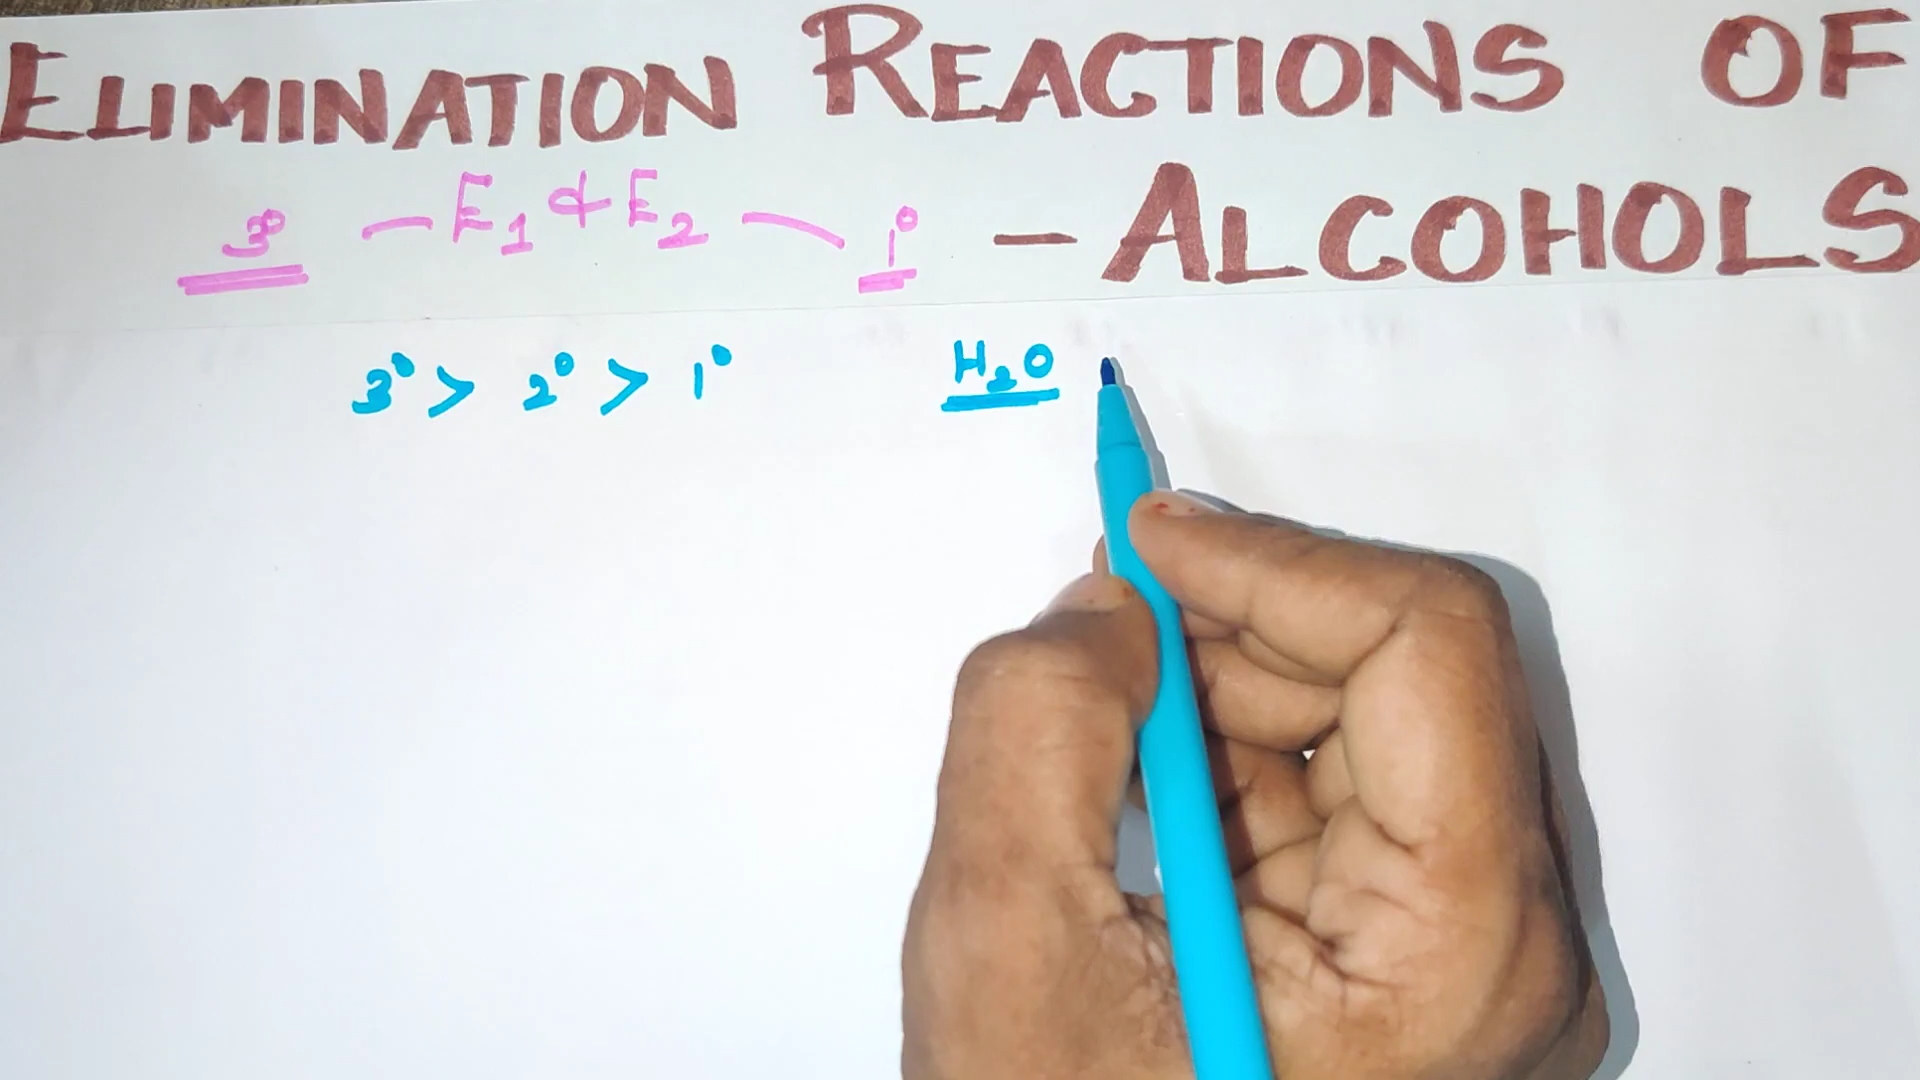 ELIMINATION REACTIONS OF
3° — E₁ & E₂ — 1° — ALCOHOLS
3° > 2° > 1° H₂O